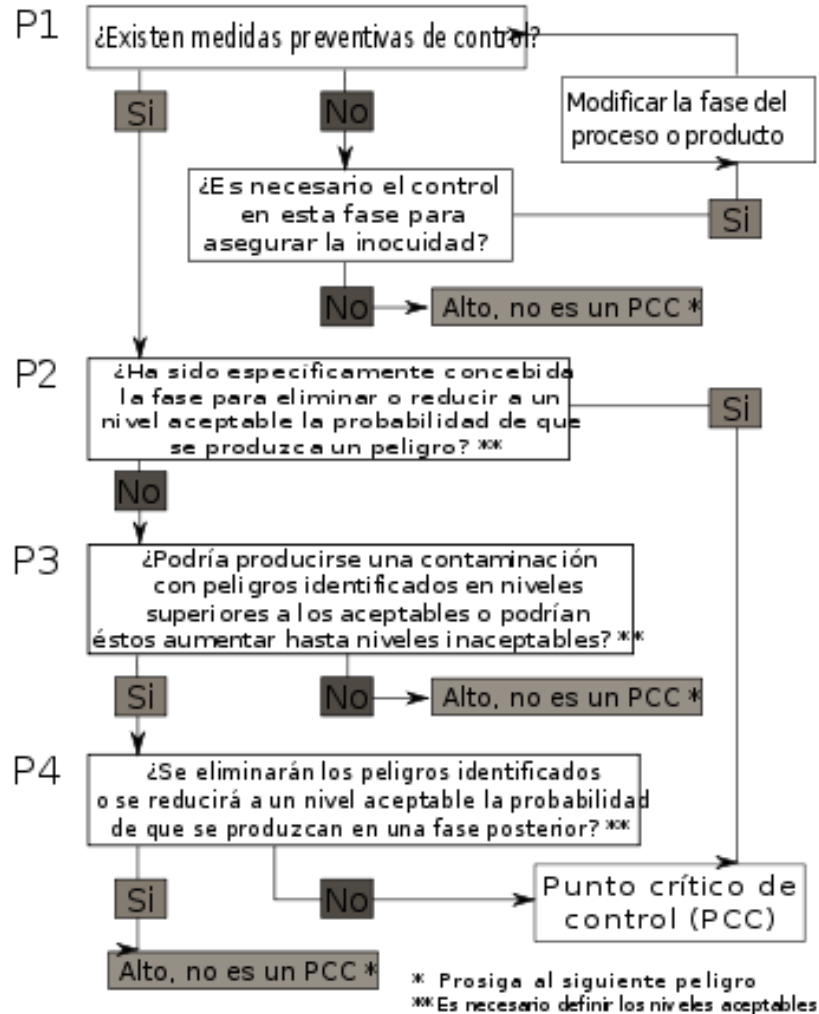 P1
¿Existen medidas preventivas de control?
Si
No
Modificar la fase del
proceso o producto
¿Es necesario el control
en esta fase para
asegurar la inocuidad?
Si
No
Alto, no es un PCC *
P2
¿Ha sido especificamente concebida
la fase para eliminar o reducir a un
nivel aceptable la probabilidad de que
se produzca un peligro? **
Si
No
P3
¿Podría producirse una contaminación
con peligros identificados en niveles
superiores a los aceptables o podrían
éstos aumentar hasta niveles inaceptables? **
Si
No
Alto, no es un PCC *
P4
¿Se eliminarán los peligros identificados
o se reducirá a un nivel aceptable la probabilidad
de que se produzcan en una fase posterior? **
Si
No
Punto crítico de
control (PCC)
Alto, no es un PCC *
* Prosiga al siguiente peligro
** Es necesario definir los niveles aceptables